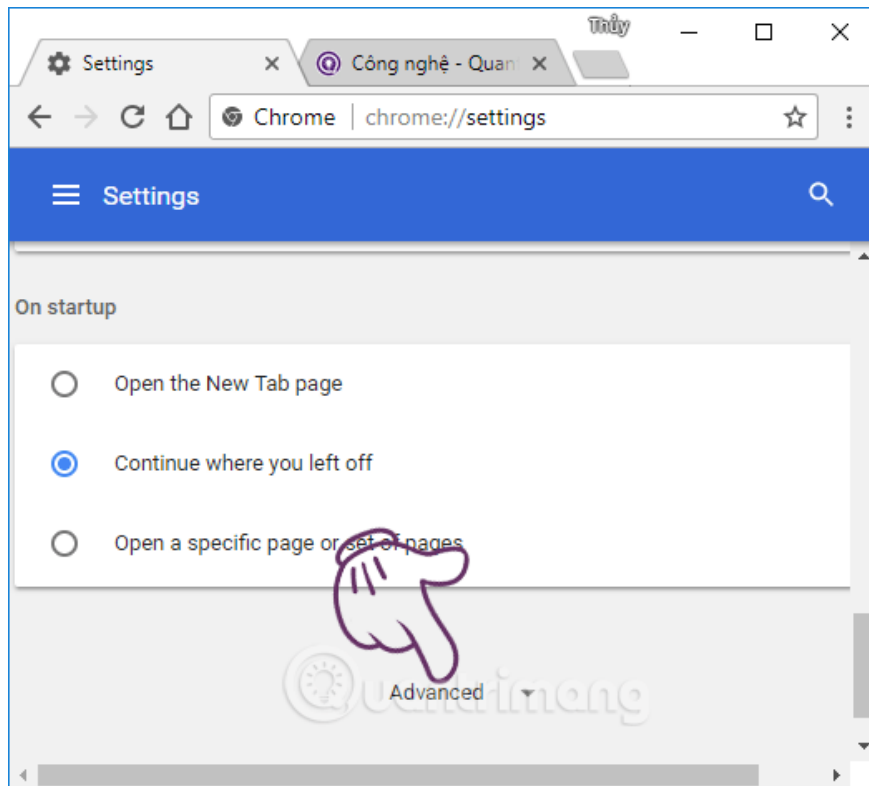 Thủy
Settings
Công nghệ - Quan
Chrome chrome://settings
Settings
On startup
Open the New Tab page
Continue where you left off
Open a specific page or set of pages
Advanced
Quantrimang